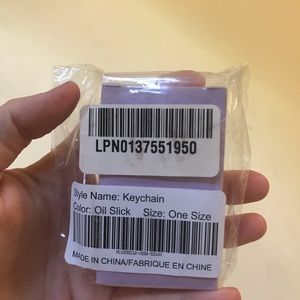 LPN0137551950
Style Name: Keychain
Color: Oil Slick Size: One Size
MADE IN CHINA/FABRIQUE EN CHINE